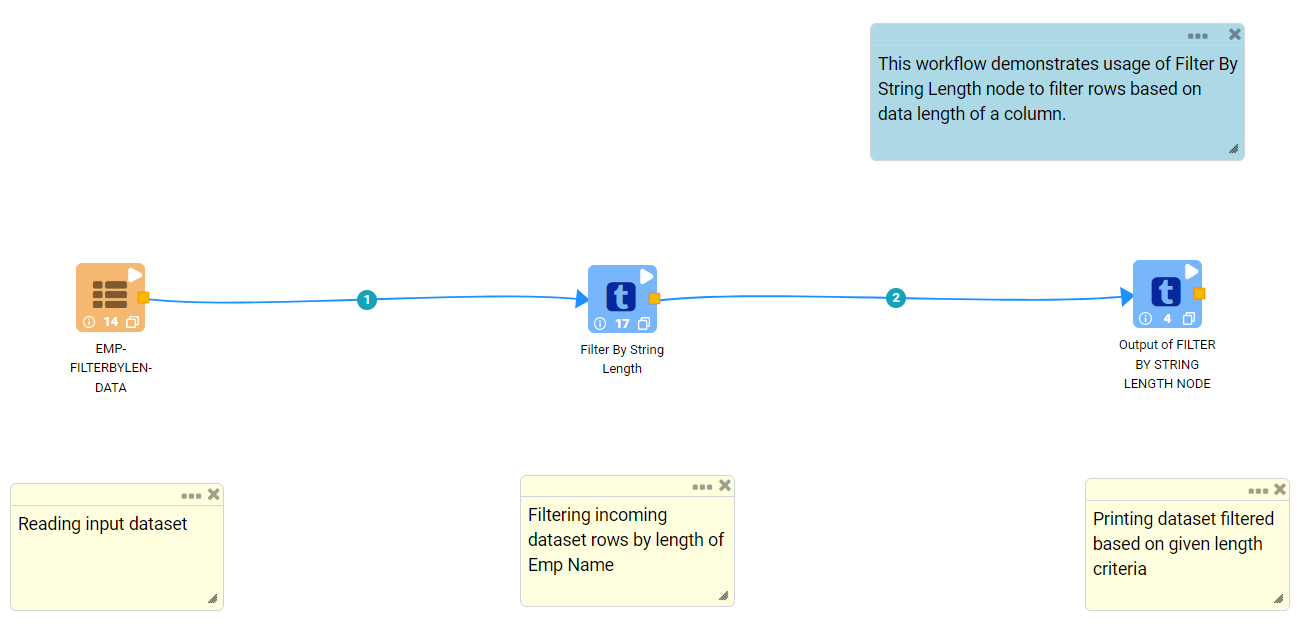 This workflow demonstrates usage of Filter By
String Length node to filter rows based on
data length of a column.
1
2
t
t
14
17
4
EMP-
FILTERBYLEN-
DATA
Filter By String
Length
Output of FILTER
BY STRING
LENGTH NODE
Reading input dataset
Filtering incoming
dataset rows by length of
Emp Name
Printing dataset filtered
based on given length
criteria